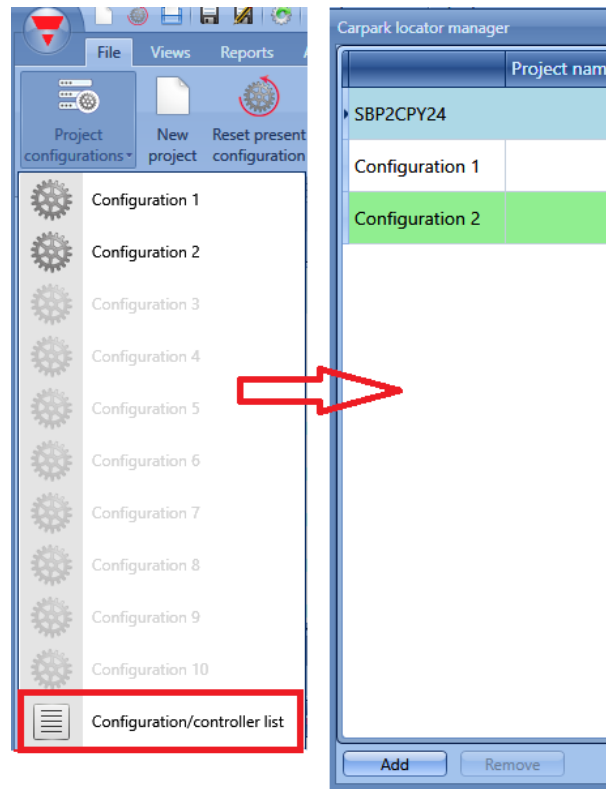 File Views Reports
Project configurations
New project
Reset present configuration
Configuration 1
Configuration 2
Configuration 3
Configuration 4
Configuration 5
Configuration 6
Configuration 7
Configuration 8
Configuration 9
Configuration 10
Configuration/controller list
Carpark locator manager
Project nam
SBP2CPY24
Configuration 1
Configuration 2
Add Remove